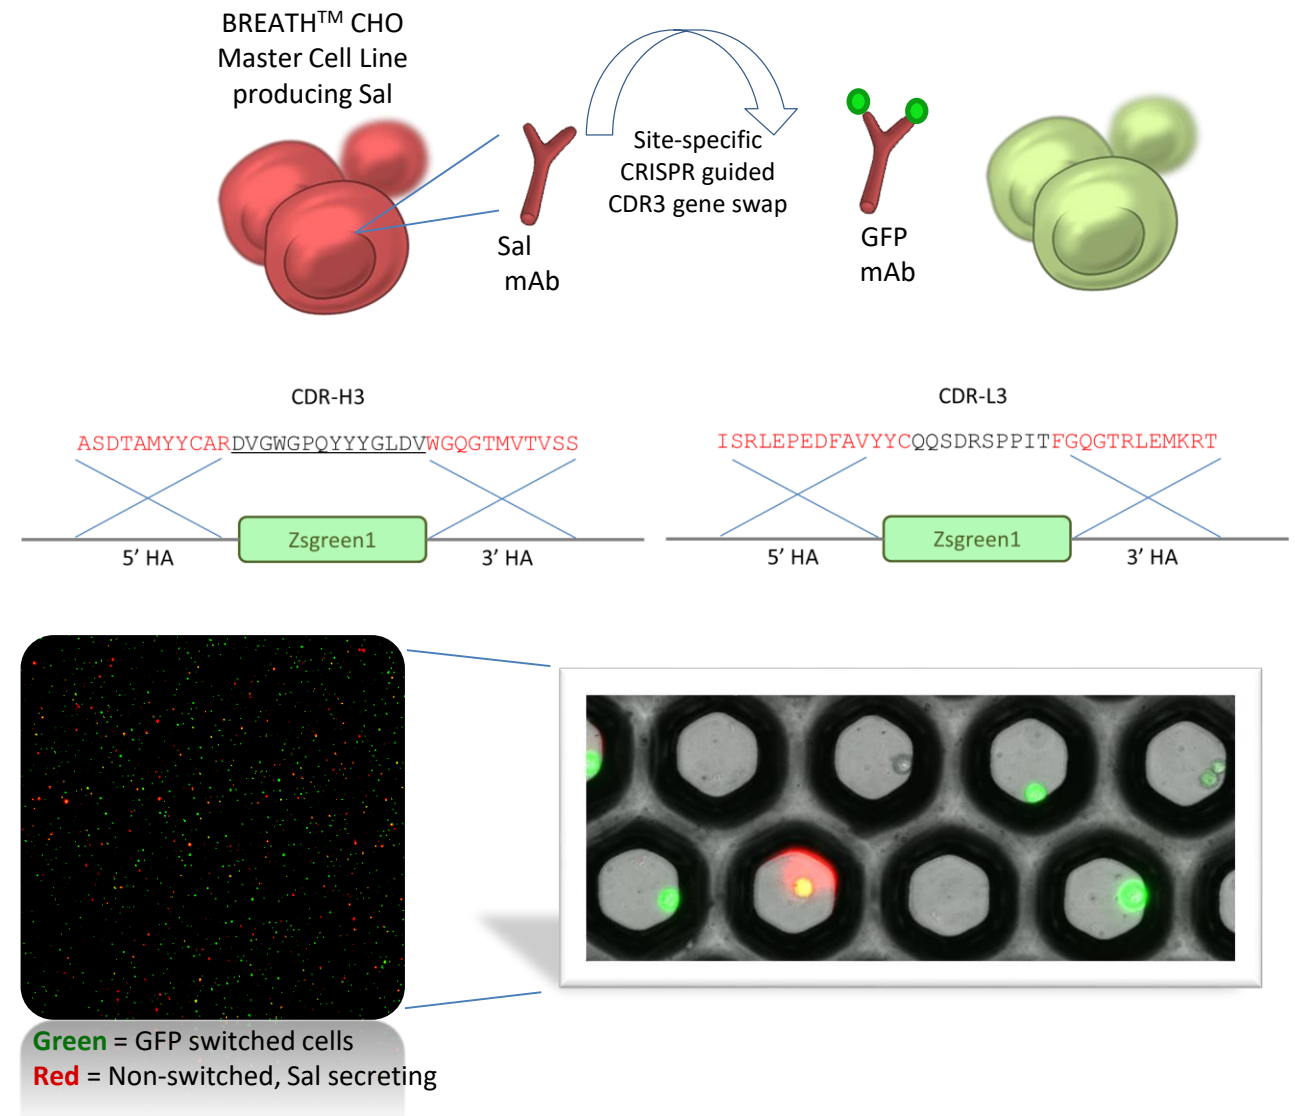 BREATH™ CHO
Master Cell Line
producing Sal
Site-specific
CRISPR guided
CDR3 gene swap
Sal
mAb
GFP
mAb
CDR-H3
ASDTAMYYCARDVGWGPQYYYGLDVWGQGTMVTVSS
Zsgreen1
5’ HA
3’ HA
CDR-L3
ISRLEPEDFAVYYCQQSDRSPPITFGQGTRLEMKRT
Zsgreen1
5’ HA
3’ HA
Green = GFP switched cells
Red = Non-switched, Sal secreting